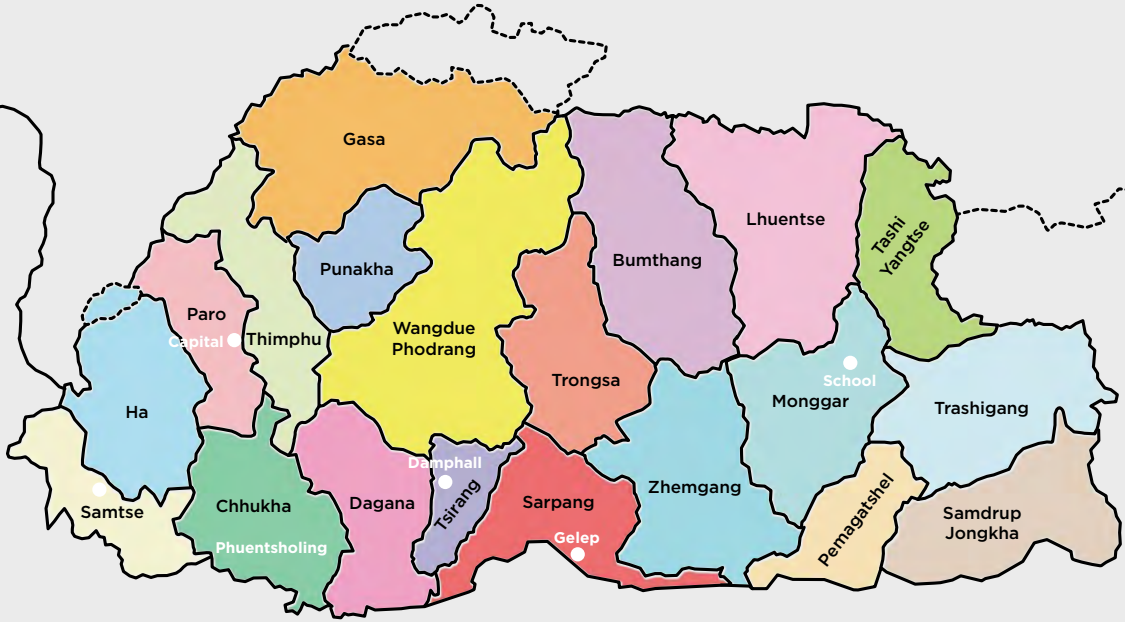 Gasa
Lhuentse
Tashi
Yangtse
Punakha
Bumthang
Paro
Capital
Thimphu
Wangdue
Phodrang
Trongsa
School
Monggar
Trashigang
Ha
Damphall
Tsirang
Samtse
Chhukha
Dagana
Sarpang
Zhemgang
Pemagatshel
Samdrup
Jongkha
Phuentsholing
Gelep